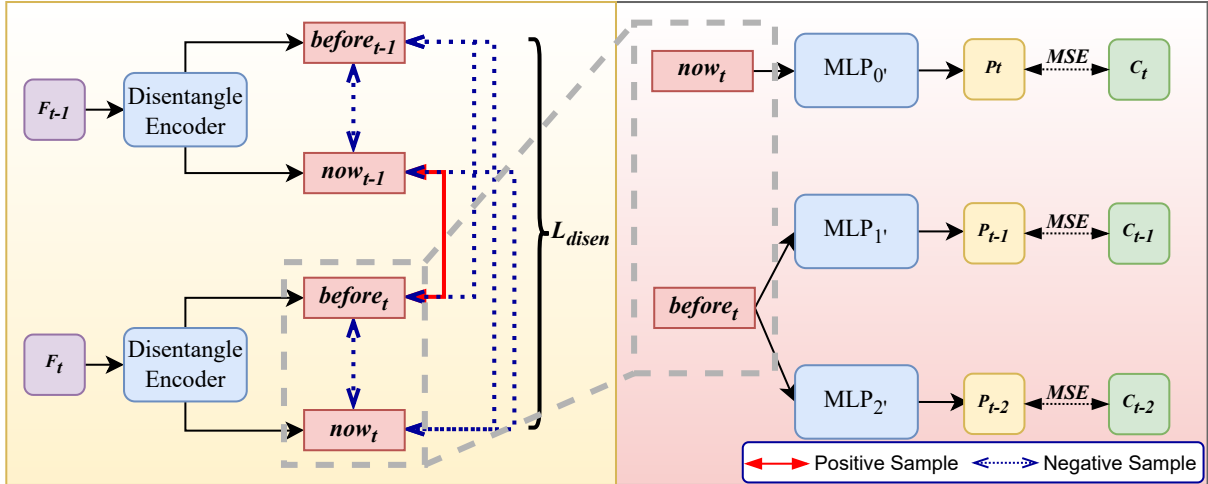 F_{t-1}
Disentangle
Encoder
before_{t-1}
now_{t-1}
F_t
Disentangle
Encoder
before_t
now_t
L_{disen}
now_t
MLP_{0'}
Pt
MSE
C_t
before_t
MLP_{1'}
P_{t-1}
MSE
C_{t-1}
MLP_{2'}
P_{t-2}
MSE
C_{t-2}
Positive Sample
Negative Sample